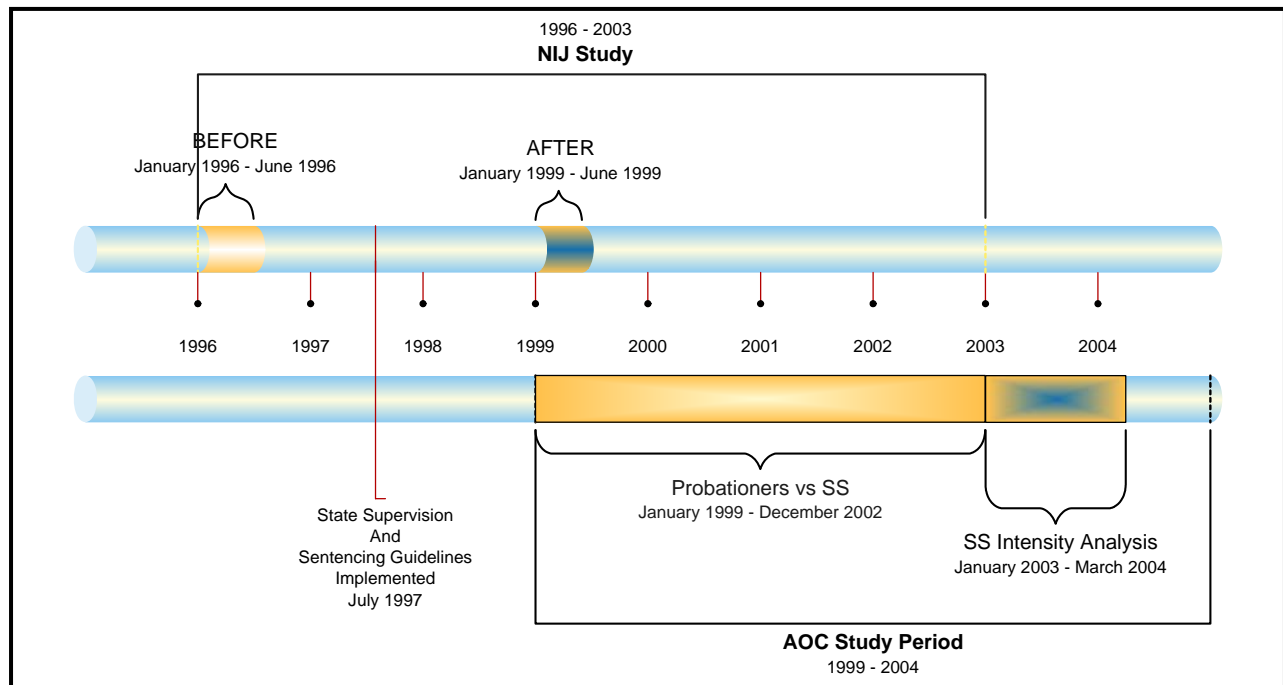 1996 - 2003
NIJ Study
BEFORE
January 1996 - June 1996
AFTER
January 1999 - June 1999
1996
1997
1998
1999
2000
2001
2002
2003
2004
State Supervision
And
Sentencing Guidelines
Implemented
July 1997
Probationers vs SS
January 1999 - December 2002
SS Intensity Analysis
January 2003 - March 2004
AOC Study Period
1999 - 2004